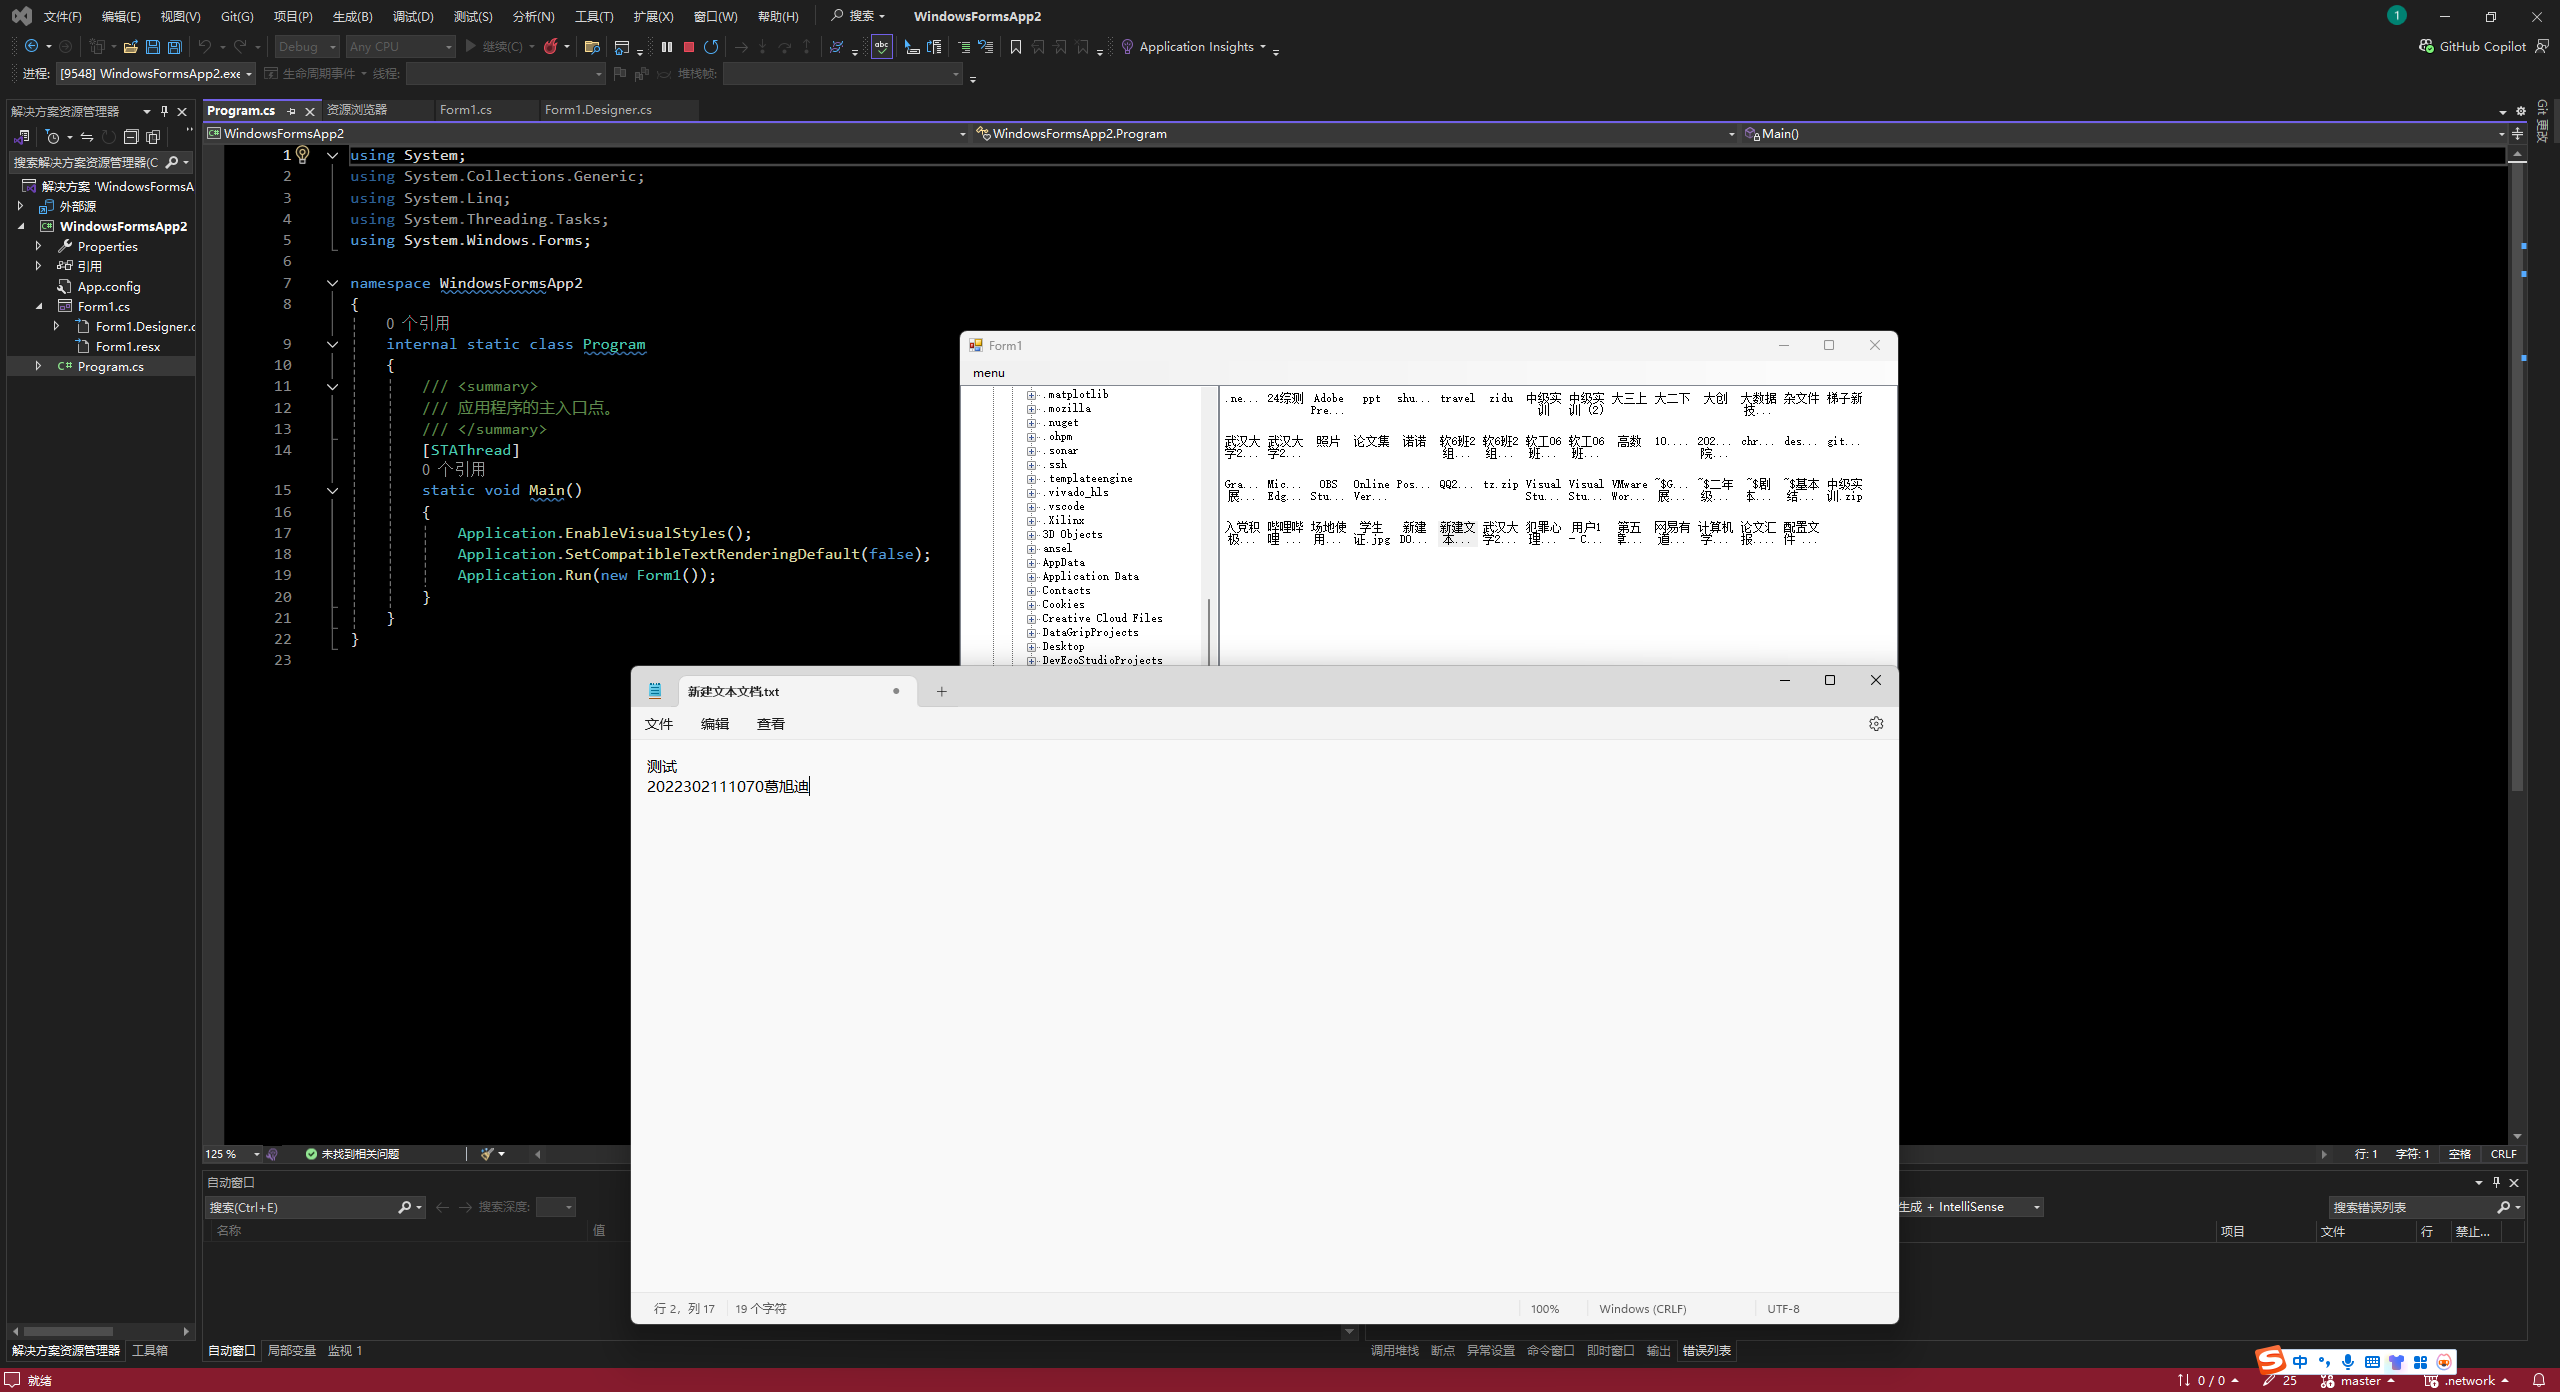 文件(F) 编辑(E) 视图(V) Git(G) 项目(P) 生成(B) 调试(D) 测试(S) 分析(N) 工具(T) 扩展(X) 窗口(W) 帮助(H) 搜索 WindowsFormsApp2 1
Debug Any CPU 继续(C) abc Application Insights GitHub Copilot
进程: [9548] WindowsFormsApp2.exe 生命周期事件 线程: 堆栈帧:
解决方案资源管理器
搜索解决方案资源管理器(C
解决方案 'WindowsFormsA
外部源
WindowsFormsApp2
Properties
引用
App.config
Form1.cs
Form1.Designer.c
Form1.resx
C# Program.cs
Program.cs 资源浏览器 Form1.cs Form1.Designer.cs
WindowsFormsApp2 WindowsFormsApp2.Program Main()
Git 更改
1 using System;
2 using System.Collections.Generic;
3 using System.Linq;
4 using System.Threading.Tasks;
5 using System.Windows.Forms;
6
7 namespace WindowsFormsApp2
8 {
0 个引用
9 internal static class Program
10 {
11 /// <summary>
12 /// 应用程序的主入口点。
13 /// </summary>
14 [STAThread]
0 个引用
15 static void Main()
16 {
17 Application.EnableVisualStyles();
18 Application.SetCompatibleTextRenderingDefault(false);
19 Application.Run(new Form1());
20 }
21 }
22 }
23
Form1
menu
.matplotlib
.mozilla
.nuget
.ohpm
.sonar
.ssh
.templateengine
.vivado_hls
.vscode
.Xilinx
3D Objects
ansel
AppData
Application Data
Contacts
Cookies
Creative Cloud Files
DataGripProjects
Desktop
DevEcoStudioProjects
.ne... 24综测 Adobe ppt shu... travel zidu 中级实 中级实 大三上 大二下 大创 大数据 杂文件 梯子新
Pre... 训 训 (2) 技...
武汉大 武汉大 照片 论文集 诺诺 软6班2 软6班2 软工06 软工06 高数 10.... 202... chr... des... git...
学2... 学2... 组... 组... 班... 班... 院...
Gra... Mic... OBS Online Pos... QQ2... tz.zip Visual Visual VMware ~$G... ~$二年 ~$剧 ~$基本 中级实
展... Edg... Stu... Ver... Stu... Stu... Wor... 展... 级... 本... 结... 训.zip
入党积 哔哩哔 场地使 学生 新建 新建文 武汉大 犯罪心 用户1 第五 网易有 计算机 论文汇 配置文
极... 哩 ... 用... 证.jpg DO... 本... 学2... 理... - C... 章... 道... 学... 报... 件 ...
新建文本文档.txt
文件 编辑 查看
测试
2022302111070葛旭迪
行 2，列 17 19 个字符 100% Windows (CRLF) UTF-8
125 % 未找到相关问题 行: 1 字符: 1 空格 CRLF
自动窗口
搜索(Ctrl+E) 搜索深度:
名称 值
生成 + IntelliSense 搜索错误列表
项目 文件 行 禁止...
解决方案资源管理器 工具箱 自动窗口 局部变量 监视 1 调用堆栈 断点 异常设置 命令窗口 即时窗口 输出 错误列表
中
就绪 0 / 0 25 master .network